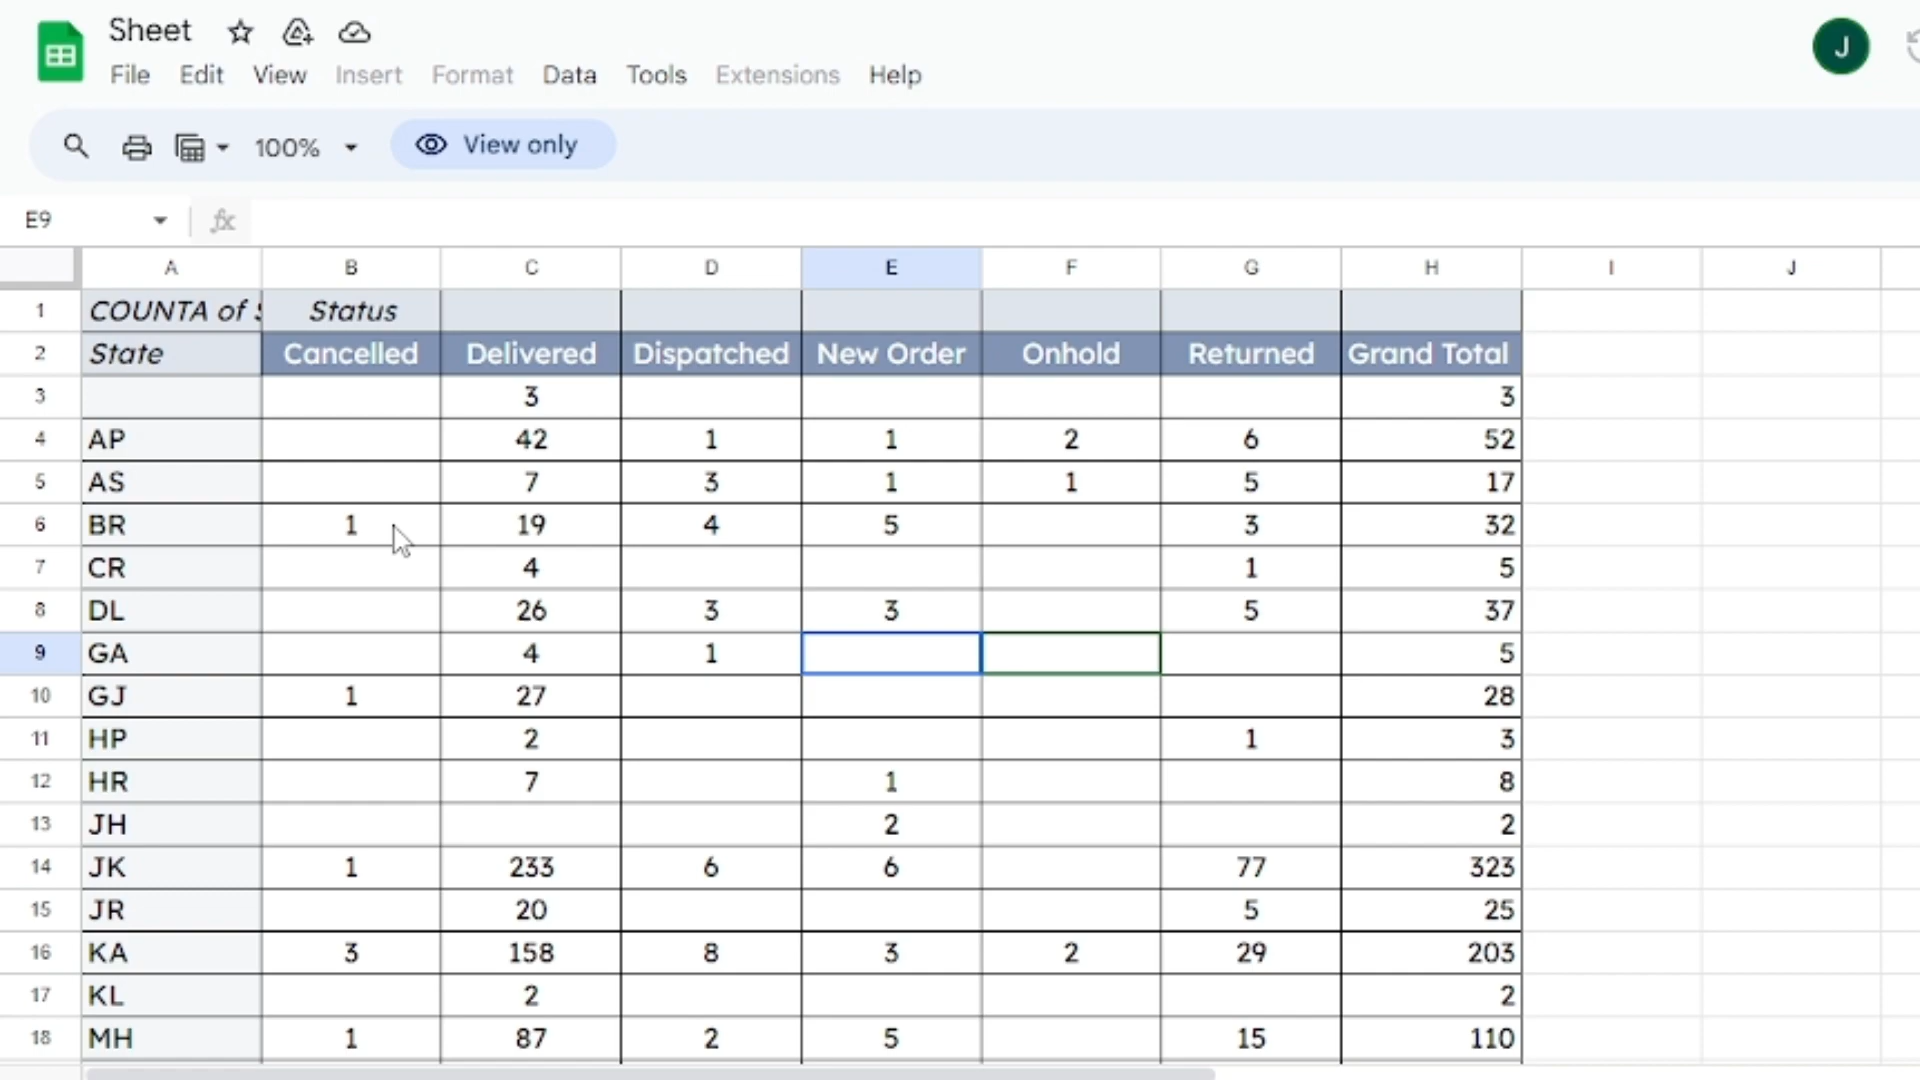 Sheet
File Edit View Insert Format Data Tools Extensions Help
J
100% View only
E9 fx
A B C D E F G H I J
1 COUNTA of Status
2 State Cancelled Delivered Dispatched New Order Onhold Returned Grand Total
3 3 3
4 AP 42 1 1 2 6 52
5 AS 7 3 1 1 5 17
6 BR 1 19 4 5 3 32
7 CR 4 1 5
8 DL 26 3 3 5 37
9 GA 4 1 5
10 GJ 1 27 28
11 HP 2 1 3
12 HR 7 1 8
13 JH 2 2
14 JK 1 233 6 6 77 323
15 JR 20 5 25
16 KA 3 158 8 3 2 29 203
17 KL 2 2
18 MH 1 87 2 5 15 110